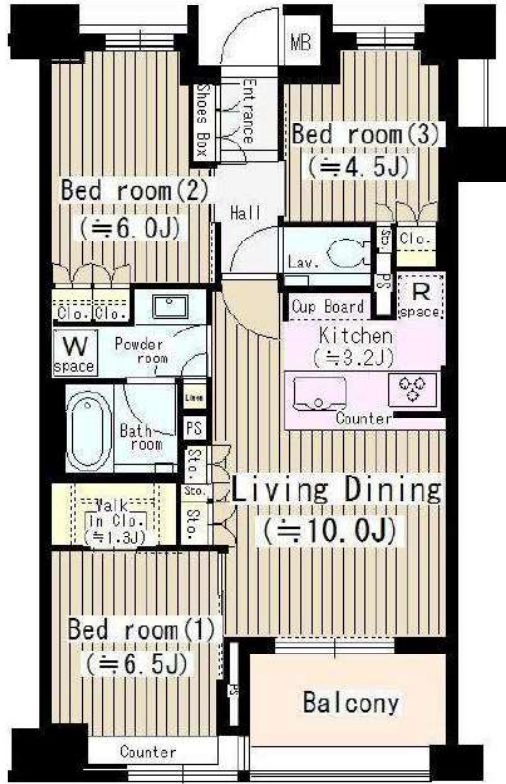 MB
Shoes Box
Entrance
Bed room(3)
(≒4.5J)
Bed room(2)
(≒6.0J)
Hall
Lav.
Sto.
Clo.
PS
Clo.
Clo.
Cup Board
R
space
Kitchen
(≒3.2J)
W
space
Powder
room
Linen
Counter
Bath-
room
PS
Sto.
Sto.
Sto.
Living Dining
(≒10.0J)
Walk
in Clo.
(≒1.3J)
Bed room(1)
(≒6.5J)
PS
Balcony
Counter